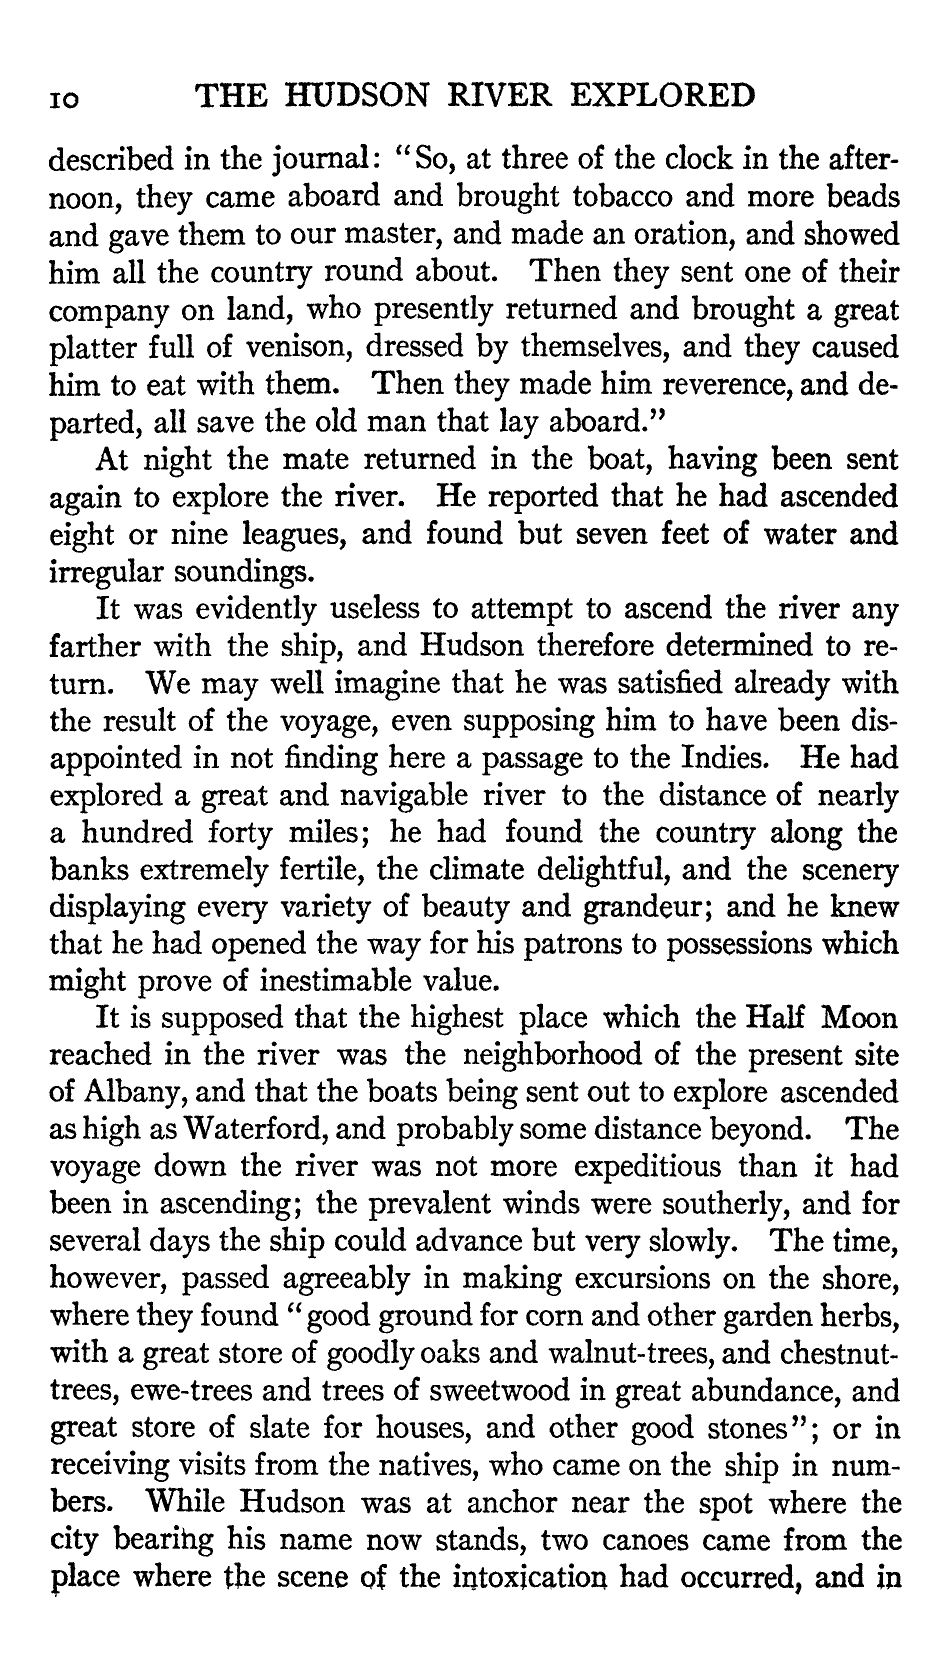 10 THE HUDSON RIVER EXPLORED
described in the journal: “So, at three of the clock in the after-
noon, they came aboard and brought tobacco and more beads
and gave them to our master, and made an oration, and showed
him all the country round about. Then they sent one of their
company on land, who presently returned and brought a great
platter full of venison, dressed by themselves, and they caused
him to eat with them. Then they made him reverence, and de-
parted, all save the old man that lay aboard.”
At night the mate returned in the boat, having been sent
again to explore the river. He reported that he had ascended
eight or nine leagues, and found but seven feet of water and
irregular soundings.
It was evidently useless to attempt to ascend the river any
farther with the ship, and Hudson therefore determined to re-
turn. We may well imagine that he was satisfied already with
the result of the voyage, even supposing him to have been dis-
appointed in not finding here a passage to the Indies. He had
explored a great and navigable river to the distance of nearly
a hundred forty miles; he had found the country along the
banks extremely fertile, the climate delightful, and the scenery
displaying every variety of beauty and grandeur; and he knew
that he had opened the way for his patrons to possessions which
might prove of inestimable value.
It is supposed that the highest place which the Half Moon
reached in the river was the neighborhood of the present site
of Albany, and that the boats being sent out to explore ascended
as high as Waterford, and probably some distance beyond. The
voyage down the river was not more expeditious than it had
been in ascending; the prevalent winds were southerly, and for
several days the ship could advance but very slowly. The time,
however, passed agreeably in making excursions on the shore,
where they found “good ground for corn and other garden herbs,
with a great store of goodly oaks and walnut-trees, and chestnut-
trees, ewe-trees and trees of sweetwood in great abundance, and
great store of slate for houses, and other good stones”; or in
receiving visits from the natives, who came on the ship in num-
bers. While Hudson was at anchor near the spot where the
city bearing his name now stands, two canoes came from the
place where the scene of the intoxication had occurred, and in